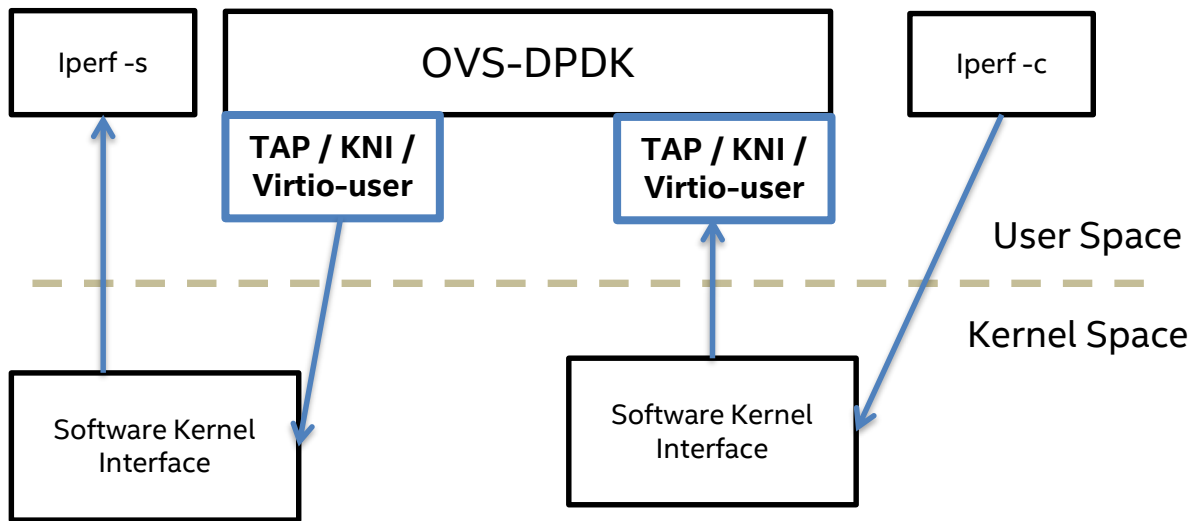 Iperf -s
OVS-DPDK
Iperf -c
TAP / KNI /
Virtio-user
TAP / KNI /
Virtio-user
User Space
Kernel Space
Software Kernel
Interface
Software Kernel
Interface